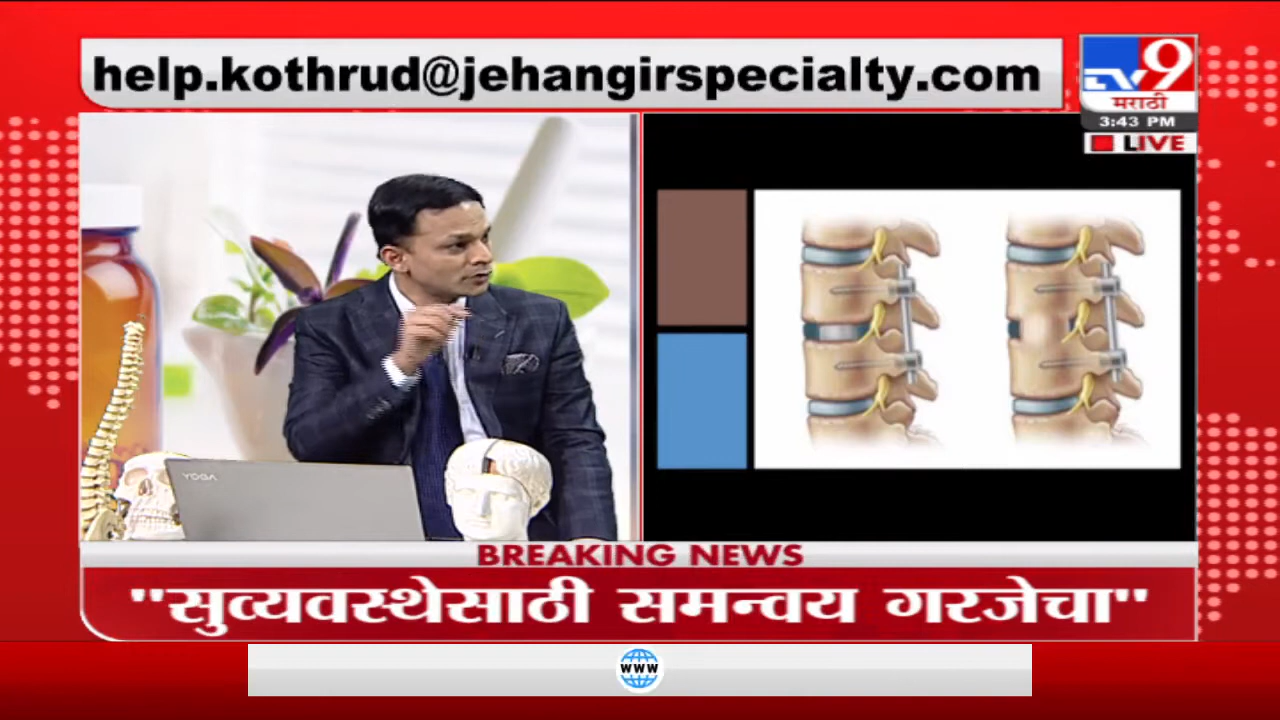 help.kothrud@jehangirspecialty.com
TV9
मराठी
3:43 PM
LIVE
YOGA
BREAKING NEWS
"सुव्यवस्थेसाठी समन्वय गरजेचा"
WWW